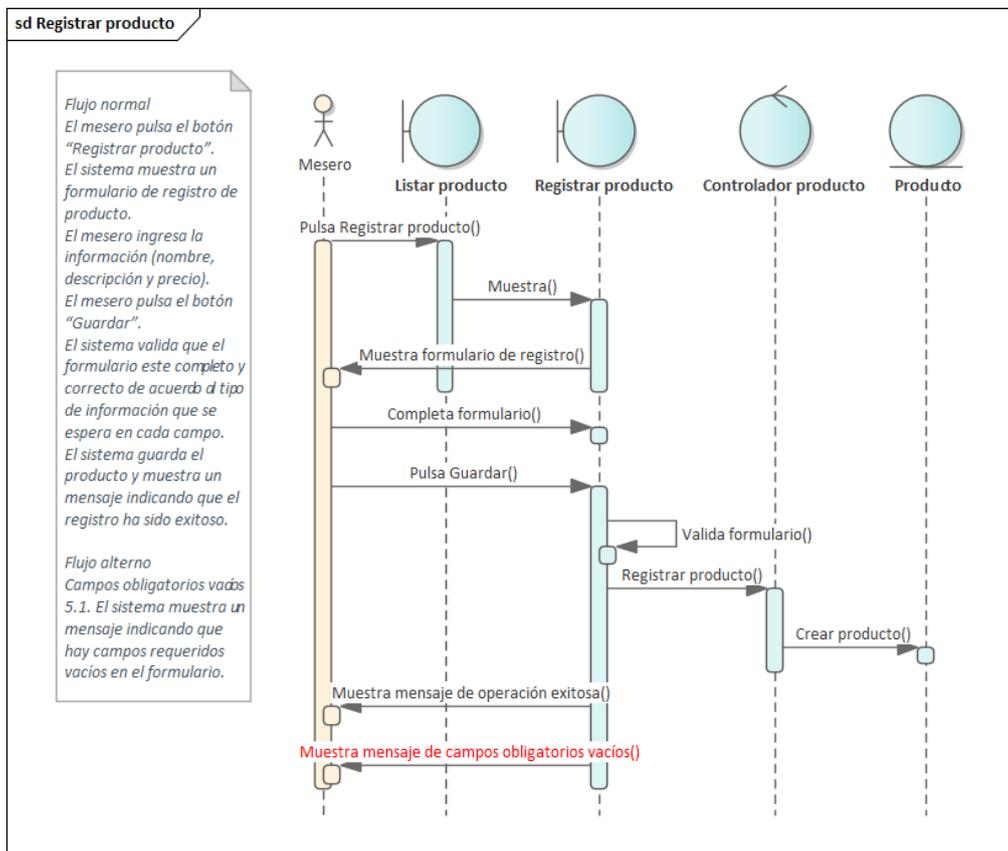 sd Registrar producto
Flujo normal
El mesero pulsa el botón
“Registrar producto”.
El sistema muestra un
formulario de registro de
producto.
El mesero ingresa la
información (nombre,
descripción y precio).
El mesero pulsa el botón
“Guardar”.
El sistema valida que el
formulario este completo y
correcto de acuerdo al tipo
de información que se
espera en cada campo.
El sistema guarda el
producto y muestra un
mensaje indicando que el
registro ha sido exitoso.
Flujo alterno
Campos obligatorios vacíos
5.1. El sistema muestra un
mensaje indicando que
hay campos requeridos
vacíos en el formulario.
Mesero
Listar producto
Registrar producto
Controlador producto
Producto
Pulsa Registrar producto()
Muestra()
Muestra formulario de registro()
Completa formulario()
Pulsa Guardar()
Valida formulario()
Registrar producto()
Crear producto()
Muestra mensaje de operación exitosa()
Muestra mensaje de campos obligatorios vacíos()